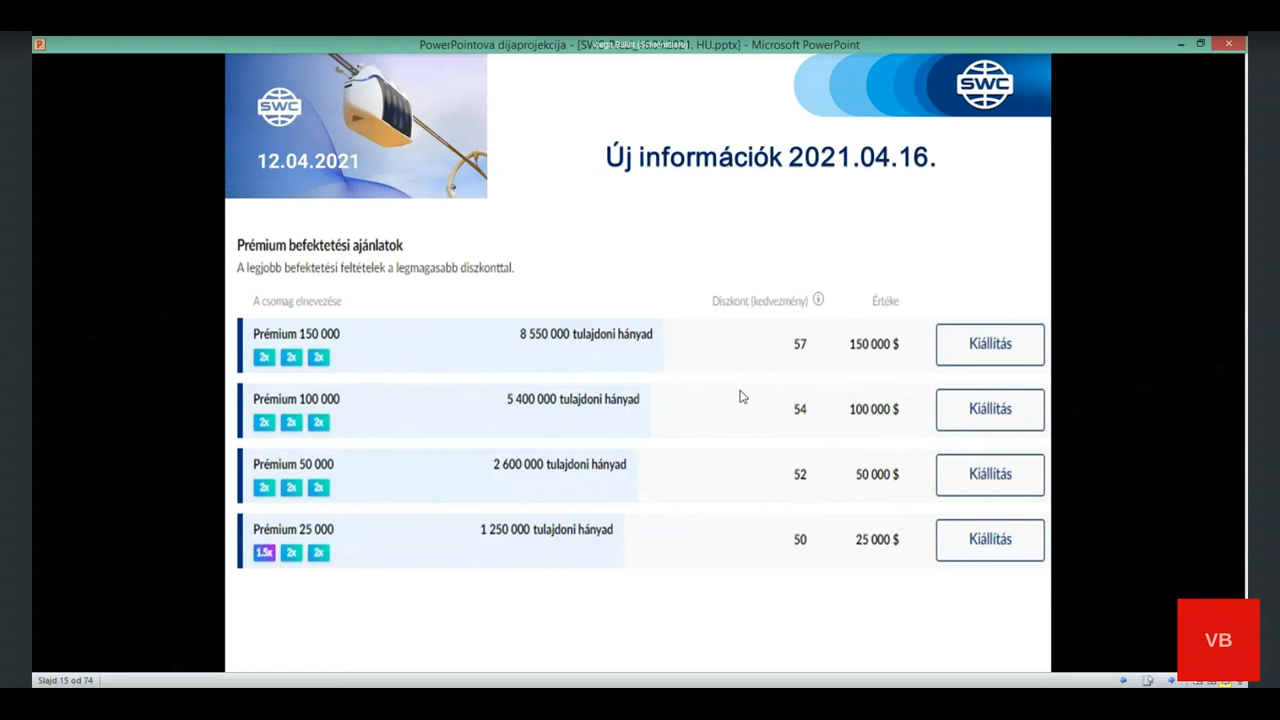 PowerPointova dijaprojekcija - [SW 2021. HU.pptx] - Microsoft PowerPoint
SWC
12.04.2021
SWC
Új információk 2021.04.16.
Prémium befektetési ajánlatok
A legjobb befektetési feltételek a legmagasabb diszkonttal.
A csomag elnevezése Diszkont (kedvezmény) Értéke
Prémium 150 000 8 550 000 tulajdoni hányad 57 150 000 $ Kiállítás
2x 2x 2x
Prémium 100 000 5 400 000 tulajdoni hányad 54 100 000 $ Kiállítás
2x 2x 2x
Prémium 50 000 2 600 000 tulajdoni hányad 52 50 000 $ Kiállítás
2x 2x 2x
Prémium 25 000 1 250 000 tulajdoni hányad 50 25 000 $ Kiállítás
1.5x 2x 2x
VB
Slajd 15 od 74